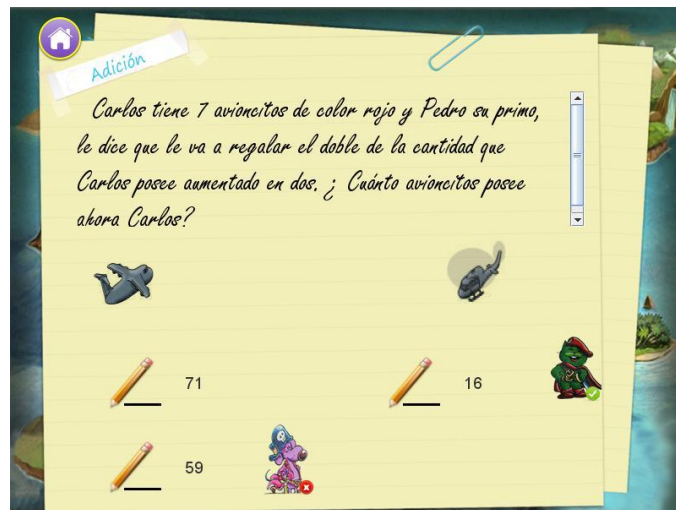 Adición
Carlos tiene 7 avioncitos de color rojo y Pedro su primo,
le dice que le va a regalar el doble de la cantidad que
Carlos posee aumentado en dos. ¿ Cuánto avioncitos posee
ahora Carlos?
71
16
59